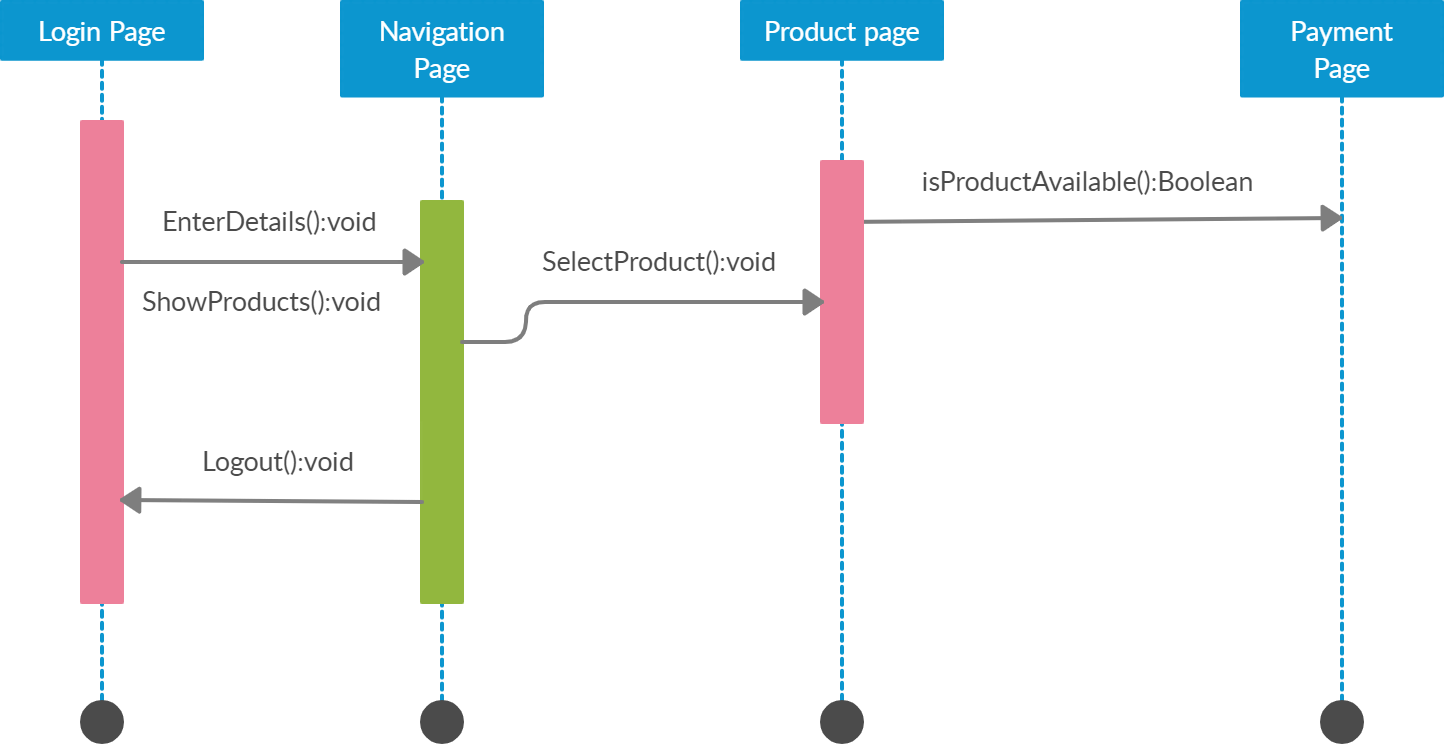 Login Page
Navigation
Page
Product page
Payment
Page
isProductAvailable():Boolean
EnterDetails():void
SelectProduct():void
ShowProducts():void
Logout():void